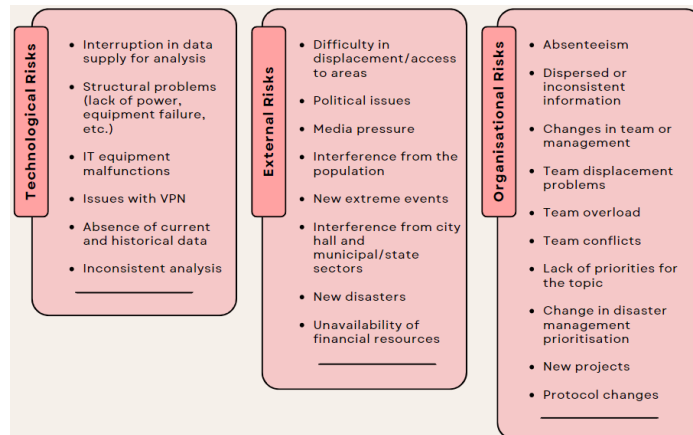 Technological Risks
• Interruption in data
supply for analysis
• Structural problems
(lack of power,
equipment failure,
etc.)
• IT equipment
malfunctions
• Issues with VPN
• Absence of current
and historical data
• Inconsistent analysis
External Risks
• Difficulty in
displacement/access
to areas
• Political issues
• Media pressure
• Interference from the
population
• New extreme events
• Interference from city
hall and
municipal/state
sectors
• New disasters
• Unavailability of
financial resources
Organisational Risks
• Absenteeism
• Dispersed or
inconsistent
information
• Changes in team or
management
• Team displacement
problems
• Team overload
• Team conflicts
• Lack of priorities for
the topic
• Change in disaster
management
prioritisation
• New projects
• Protocol changes